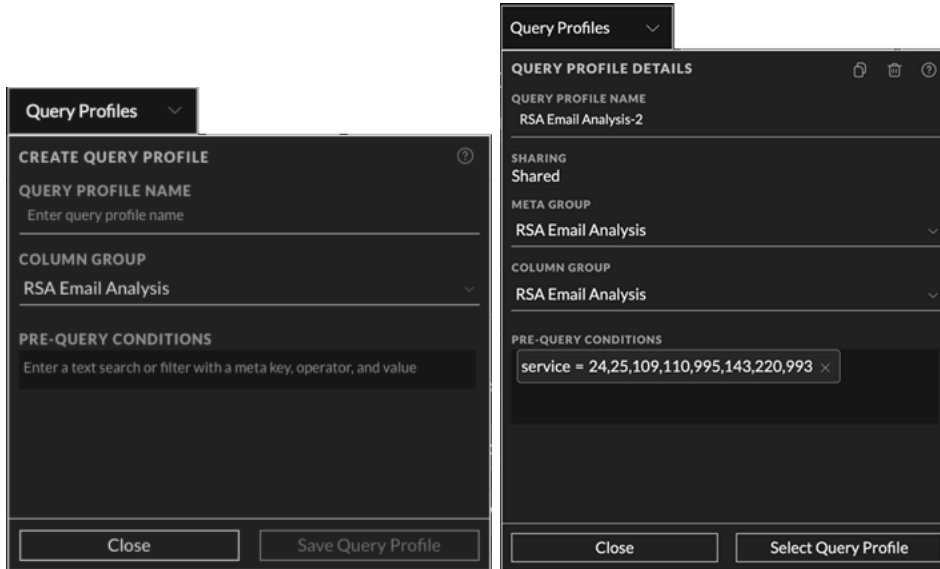 Query Profiles
CREATE QUERY PROFILE
QUERY PROFILE NAME
Enter query profile name
COLUMN GROUP
RSA Email Analysis
PRE-QUERY CONDITIONS
Enter a text search or filter with a meta key, operator, and value
Close
Save Query Profile
Query Profiles
QUERY PROFILE DETAILS
QUERY PROFILE NAME
RSA Email Analysis-2
SHARING
Shared
META GROUP
RSA Email Analysis
COLUMN GROUP
RSA Email Analysis
PRE-QUERY CONDITIONS
service = 24,25,109,110,995,143,220,993
Close
Select Query Profile